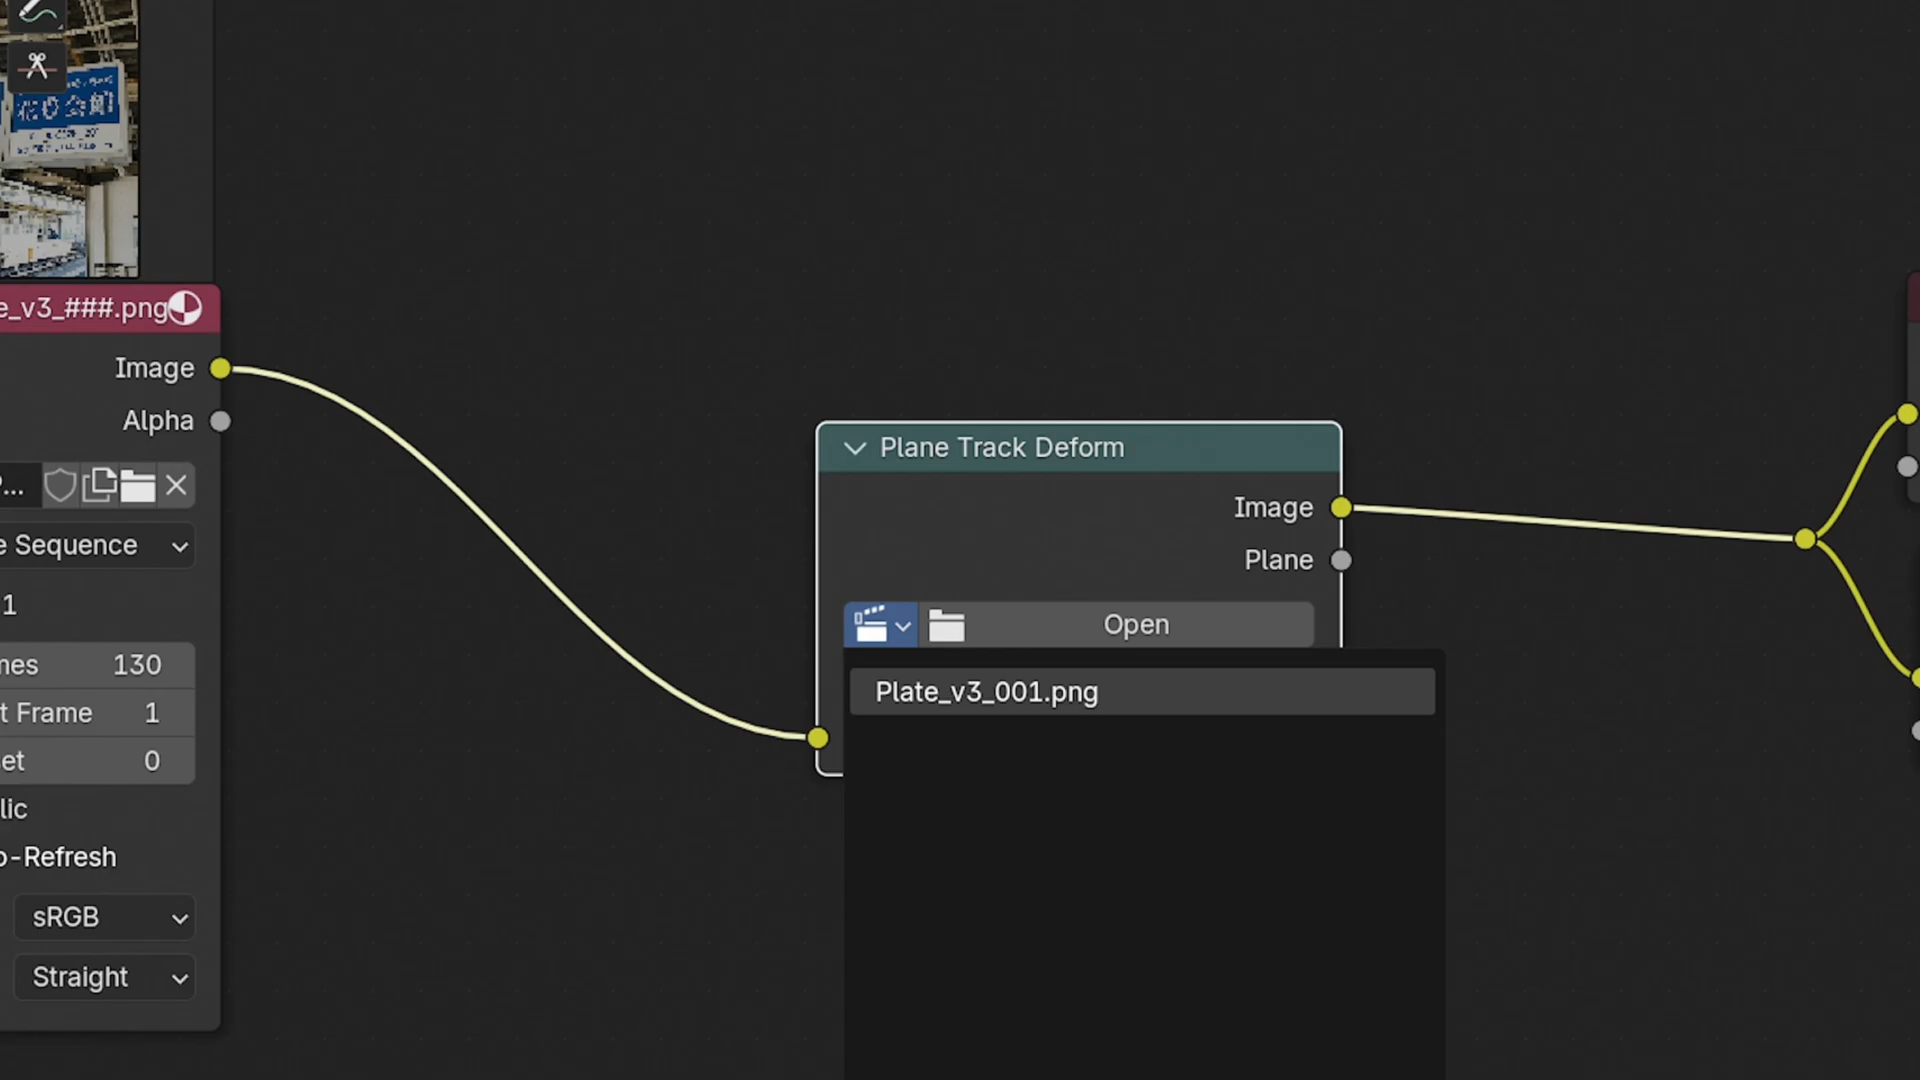 e_v3_###.png
Image
Alpha
e Sequence
1
nes 130
t Frame 1
et 0
lic
o-Refresh
sRGB
Straight
Plane Track Deform
Image
Plane
Open
Plate_v3_001.png